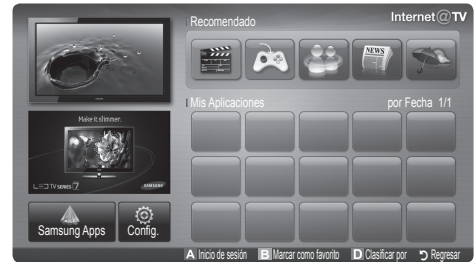 Recomendado
Internet@TV
NEWS
Mis Aplicaciones
por Fecha 1/1
Make it slimmer.
LED TV SERIES 7
SAMSUNG
Samsung Apps
Config.
A Inicio de sesión B Marcar como favorito D Clasificar por Regresar